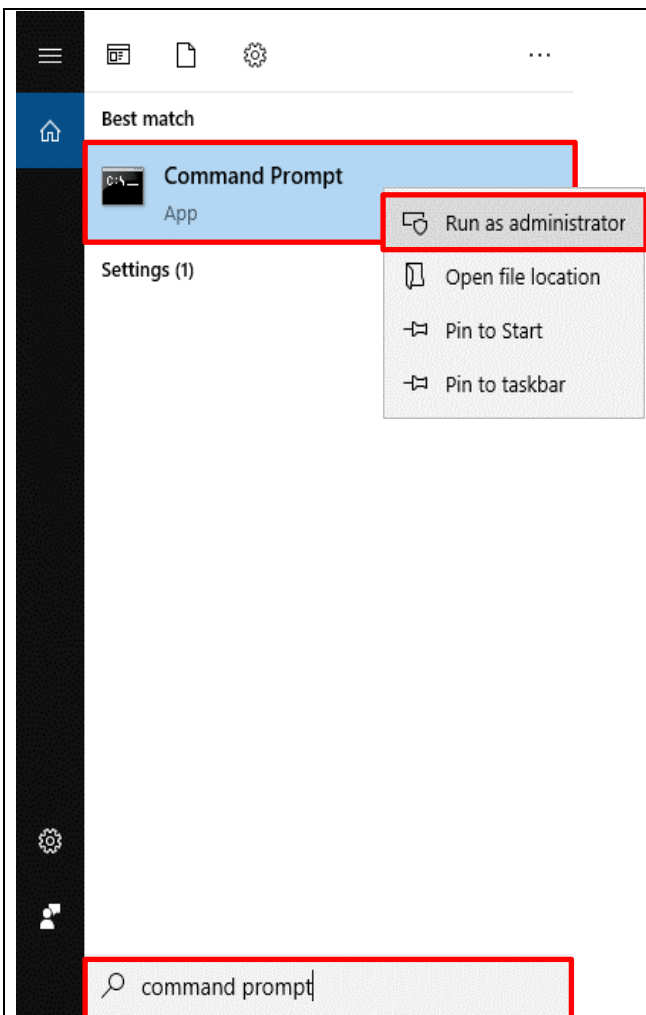 ...
Best match
C:\_
Command Prompt
App
Run as administrator
Settings (1)
Open file location
Pin to Start
Pin to taskbar
command prompt